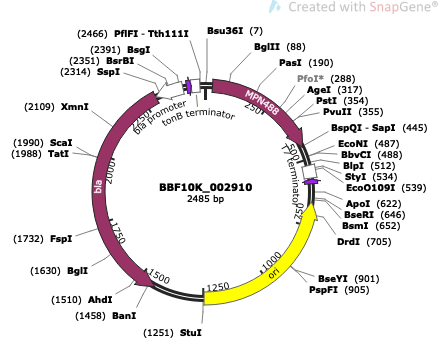 Created with SnapGene®
(2466) PflFI - Tth111I
(2391) BsgI
(2351) BsrBI
(2314) SspI
(2109) XmnI
(1990) ScaI
(1988) TatI
(1732) FspI
(1630) BglI
(1510) AhdI
(1458) BanI
(1251) StuI
Bsu36I (7)
BglII (88)
PasI (190)
PfoI* (288)
AgeI (317)
PstI (354)
PvuII (355)
BspQI - SapI (445)
EcoNI (487)
BbvCI (488)
BlpI (512)
StyI (534)
EcoO109I (539)
ApoI (622)
BseRI (646)
BsmI (652)
DrdI (705)
BseYI (901)
PspFI (905)
MPN488
bla promoter
tonB terminator
T7 terminator
bla
ori
250
500
750
1000
1250
1500
1750
2000
2250
BBF10K_002910
2485 bp